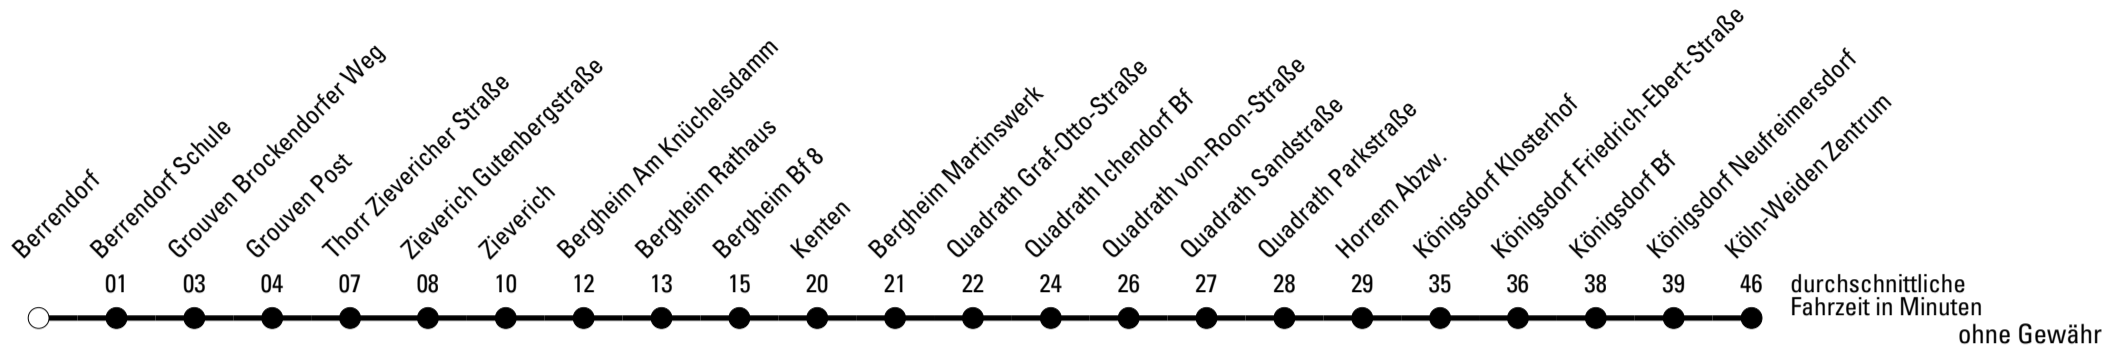 Berrendorf
Berrendorf Schule
Grouven Brockendorfer Weg
Grouven Post
Thorr Zievericher Straße
Zieverich Gutenbergstraße
Zieverich
Bergheim Am Knüchelsdamm
Bergheim Rathaus
Bergheim Bf 8
Kenten
Bergheim Martinswerk
Quadrath Graf-Otto-Straße
Quadrath Ichendorf Bf
Quadrath von-Roon-Straße
Quadrath Sandstraße
Quadrath Parkstraße
Horrem Abzw.
Königsdorf Klosterhof
Königsdorf Friedrich-Ebert-Straße
Königsdorf Bf
Königsdorf Neufreimersdorf
Köln-Weiden Zentrum
01 03 04 07 08 10 12 13 15 20 21 22 24 26 27 28 29 35 36 38 39 46 durchschnittliche
Fahrzeit in Minuten
ohne Gewähr